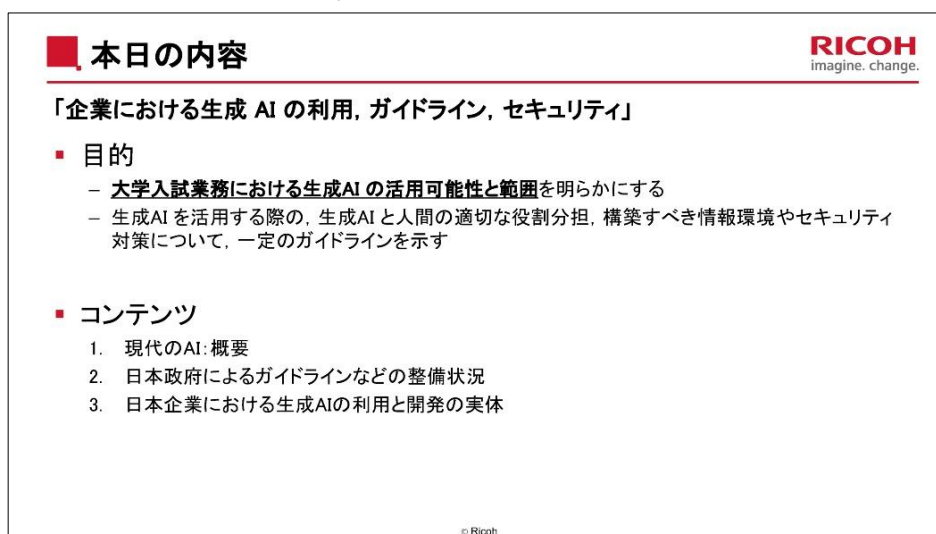 本日の内容
RICOH
imagine. change.
「企業における生成 AI の利用, ガイドライン, セキュリティ」
▪ 目的
– 大学入試業務における生成AI の活用可能性と範囲を明らかにする
– 生成AI を活用する際の, 生成AI と人間の適切な役割分担, 構築すべき情報環境やセキュリティ
対策について, 一定のガイドラインを示す
▪ コンテンツ
1. 現代のAI:概要
2. 日本政府によるガイドラインなどの整備状況
3. 日本企業における生成AIの利用と開発の実体
© Ricoh